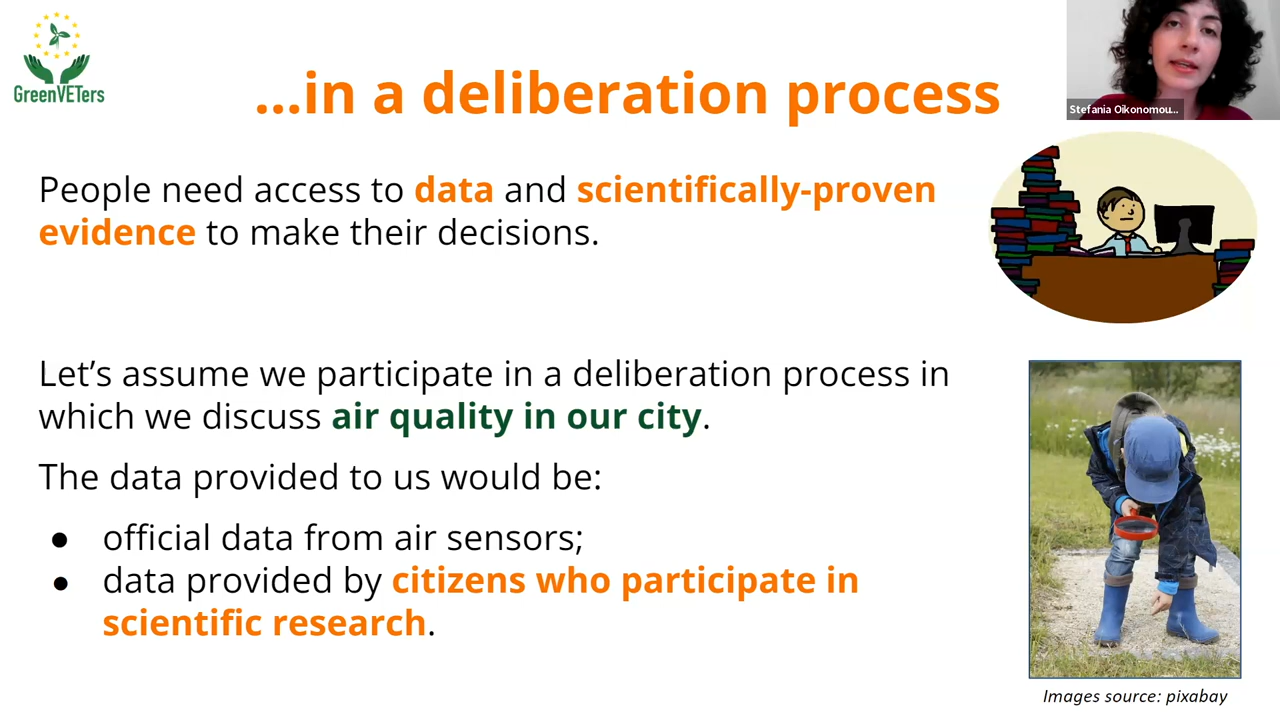 GreenVETers
...in a deliberation process
Stefania Oikonomou...
People need access to data and scientifically-proven
evidence to make their decisions.
Let’s assume we participate in a deliberation process in
which we discuss air quality in our city.
The data provided to us would be:
● official data from air sensors;
● data provided by citizens who participate in
scientific research.
Images source: pixabay